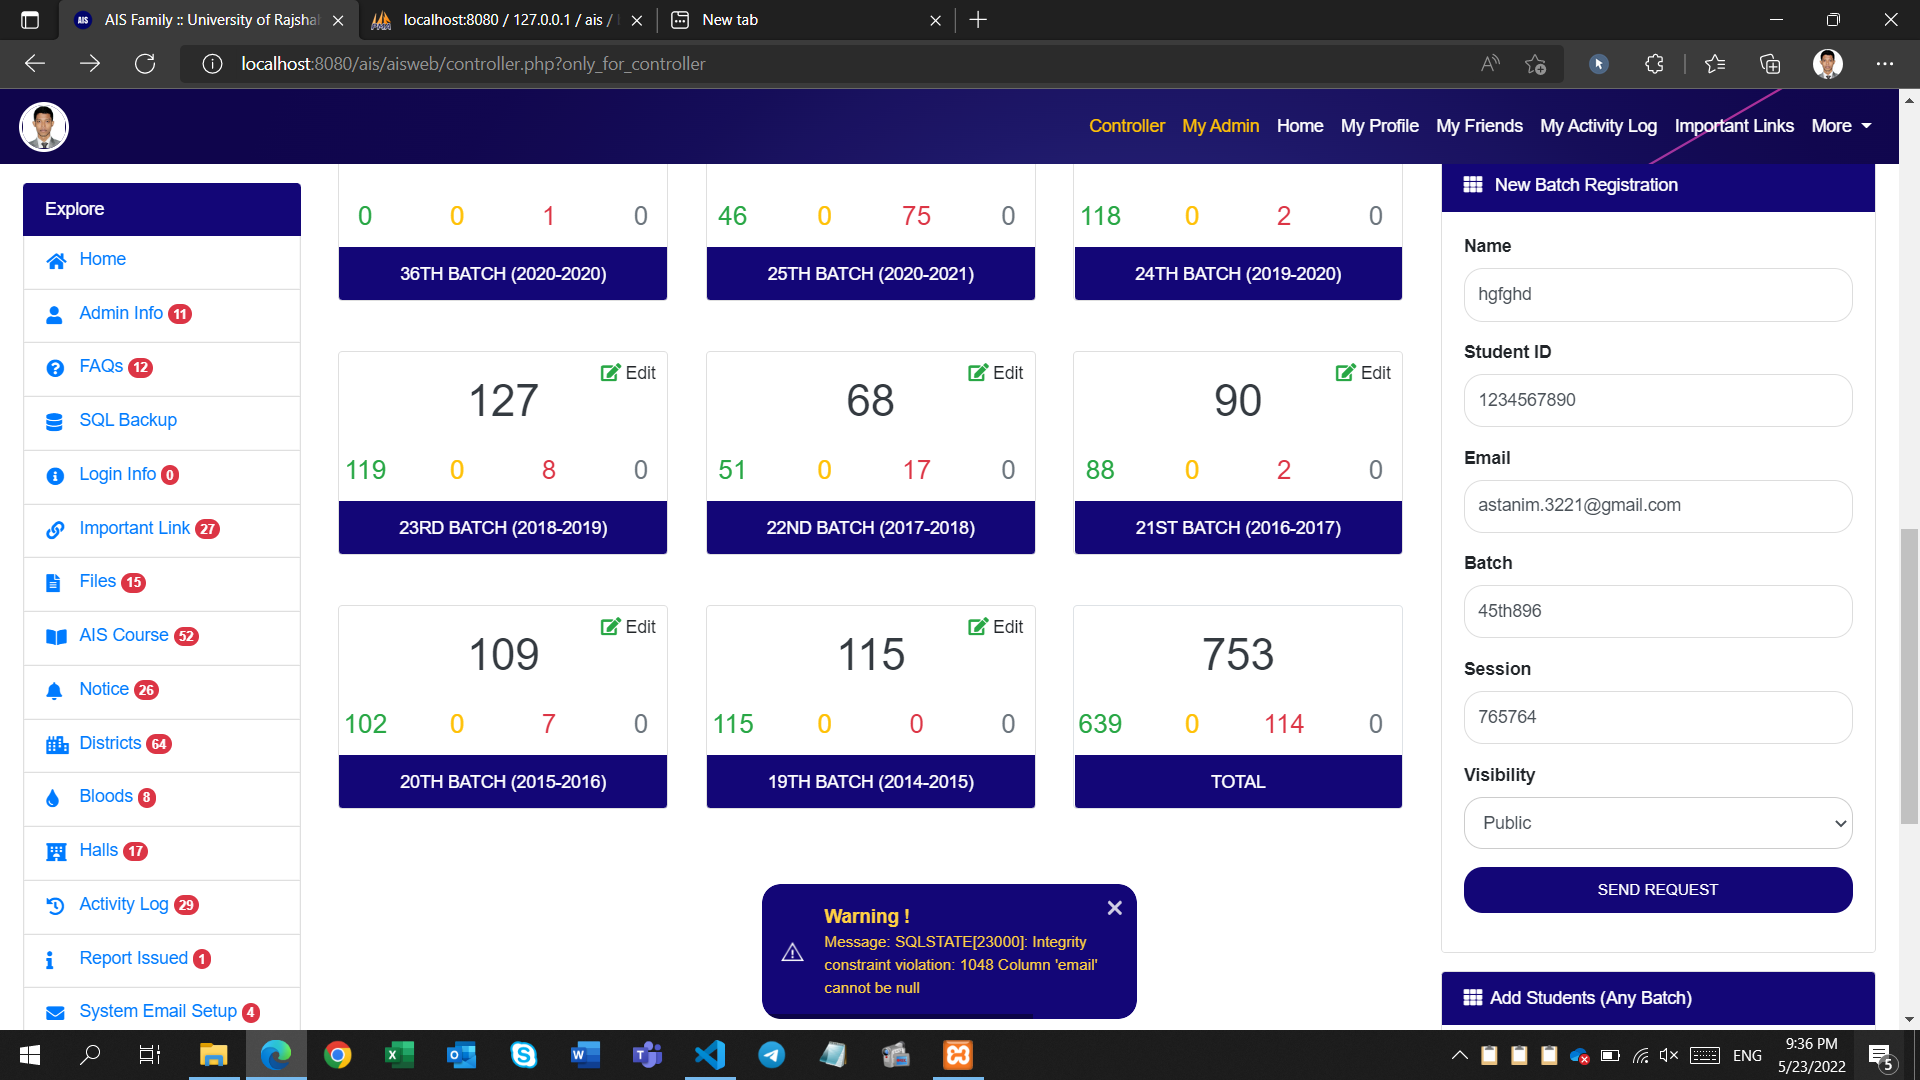 AIS Family :: University of Rajshal
localhost:8080 / 127.0.0.1 / ais /
New tab
localhost:8080/ais/aisweb/controller.php?only_for_controller
Controller My Admin Home My Profile My Friends My Activity Log Important Links More
Explore
Home
Admin Info 11
FAQs 12
SQL Backup
Login Info 0
Important Link 27
Files 15
AIS Course 52
Notice 26
Districts 64
Bloods 8
Halls 17
Activity Log 29
Report Issued 1
System Email Setup 4
0 0 1 0
36TH BATCH (2020-2020)
46 0 75 0
25TH BATCH (2020-2021)
118 0 2 0
24TH BATCH (2019-2020)
Edit
127
119 0 8 0
23RD BATCH (2018-2019)
Edit
68
51 0 17 0
22ND BATCH (2017-2018)
Edit
90
88 0 2 0
21ST BATCH (2016-2017)
Edit
109
102 0 7 0
20TH BATCH (2015-2016)
Edit
115
115 0 0 0
19TH BATCH (2014-2015)
753
639 0 114 0
TOTAL
Warning !
Message: SQLSTATE[23000]: Integrity
constraint violation: 1048 Column 'email'
cannot be null
New Batch Registration
Name
hgfghd
Student ID
1234567890
Email
astanim.3221@gmail.com
Batch
45th896
Session
765764
Visibility
Public
SEND REQUEST
Add Students (Any Batch)
ENG
9:36 PM
5/23/2022
5